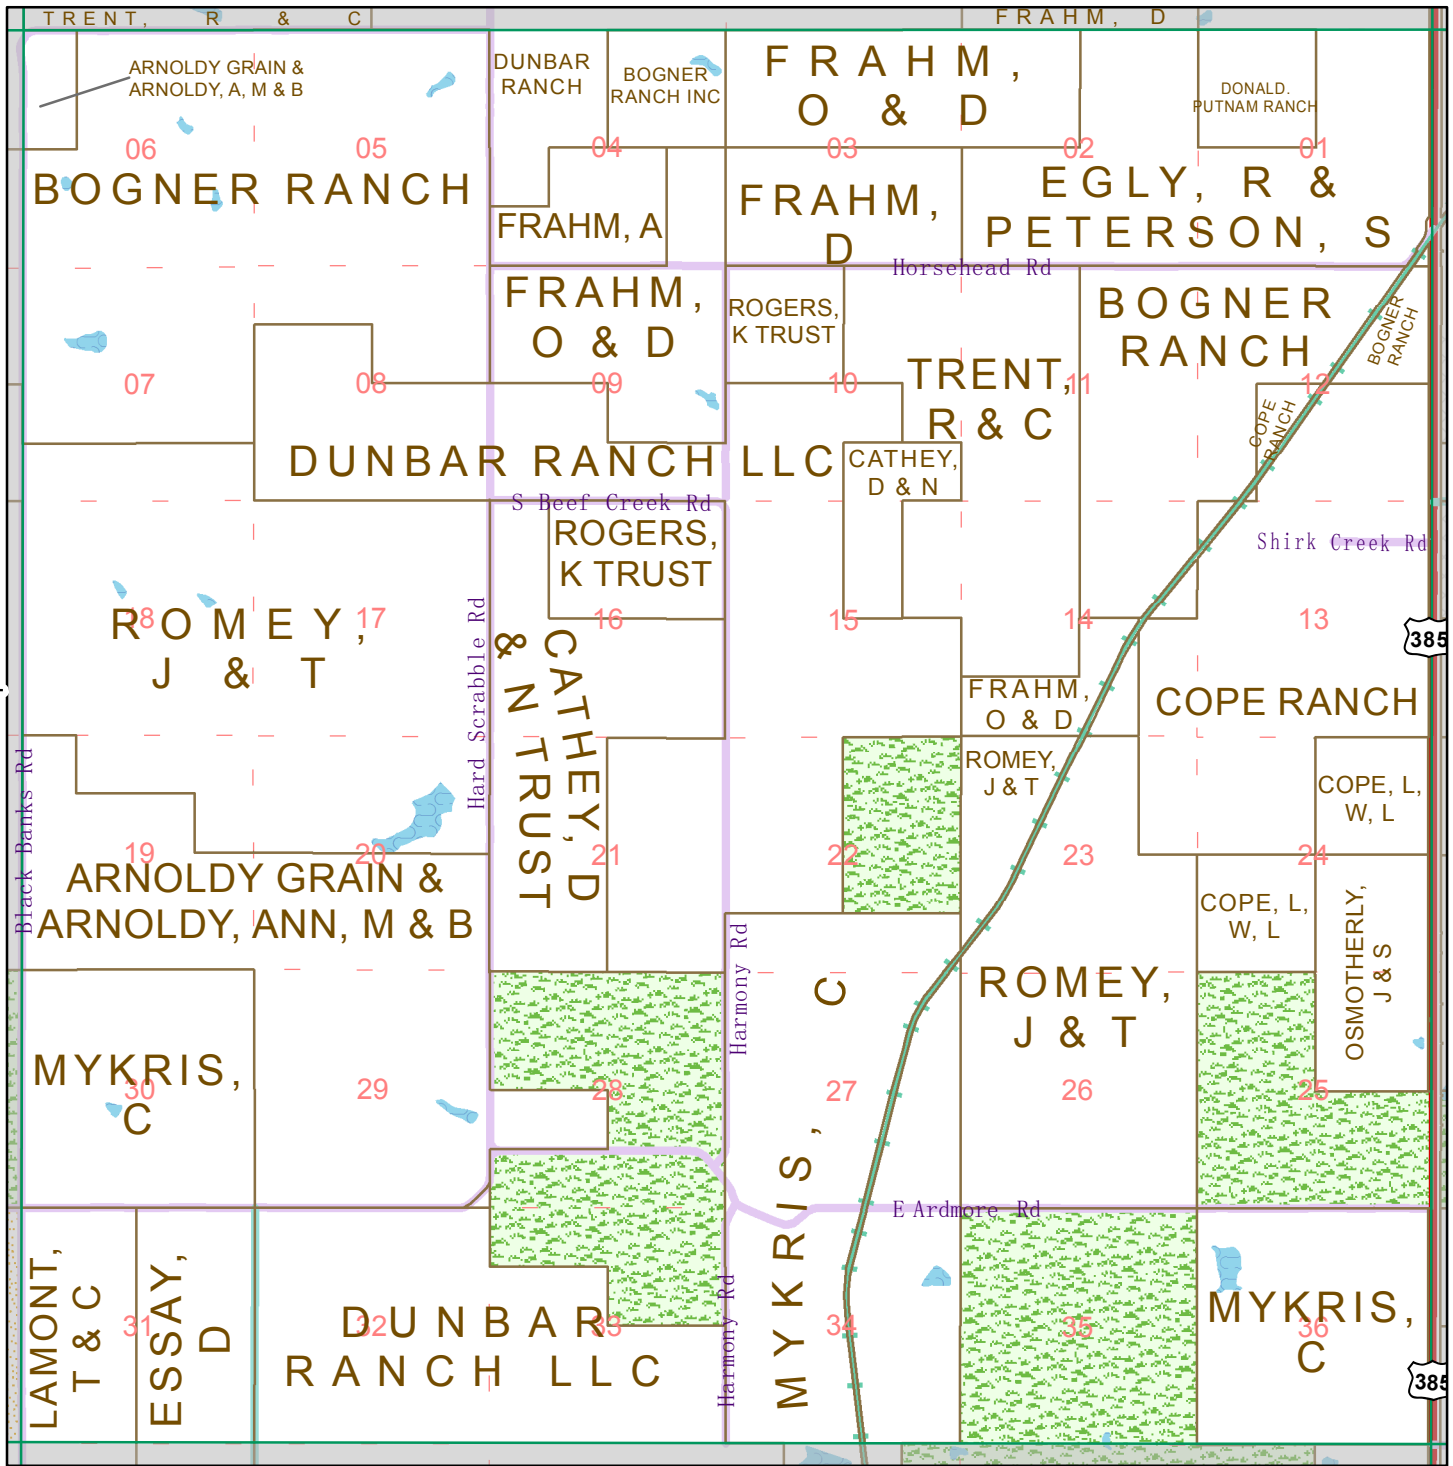 TRENT, R & C
FRAHM, D
ARNOLDY GRAIN &
ARNOLDY, A, M & B
DUNBAR
RANCH
BOGNER
RANCH INC
FRAHM,
O & D
DONALD.
PUTNAM RANCH
06
05
04
03
02
01
BOGNER RANCH
FRAHM, A
FRAHM,
D
EGLY, R &
PETERSON, S
Horsehead Rd
FRAHM,
O & D
ROGERS,
K TRUST
BOGNER
RANCH
BOGNER
RANCH
TRENT,
R & C
07
08
09
10
11
12
COPE
RANCH
DUNBAR RANCH LLC
CATHEY,
D & N
S Beef Creek Rd
ROGERS,
K TRUST
Shirk Creek Rd
18
17
16
15
14
13
ROMEY,
J & T
Hard Scrabble Rd
CATHEY, D
& N TRUST
385
FRAHM,
O & D
COPE RANCH
ROMEY,
J & T
COPE, L,
W, L
Black Banks Rd
19
20
21
22
23
24
ARNOLDY GRAIN &
ARNOLDY, ANN, M & B
COPE, L,
W, L
OSMOTHERLY,
J & S
Harmony Rd
ROMEY,
J & T
MYKRIS,
C
30
29
28
27
26
25
MYKRIS, C
E Ardmore Rd
LAMONT,
T & C
ESSAY,
D
DUNBAR
RANCH LLC
Harmony Rd
MYKRIS,
C
31
32
33
34
35
36
385